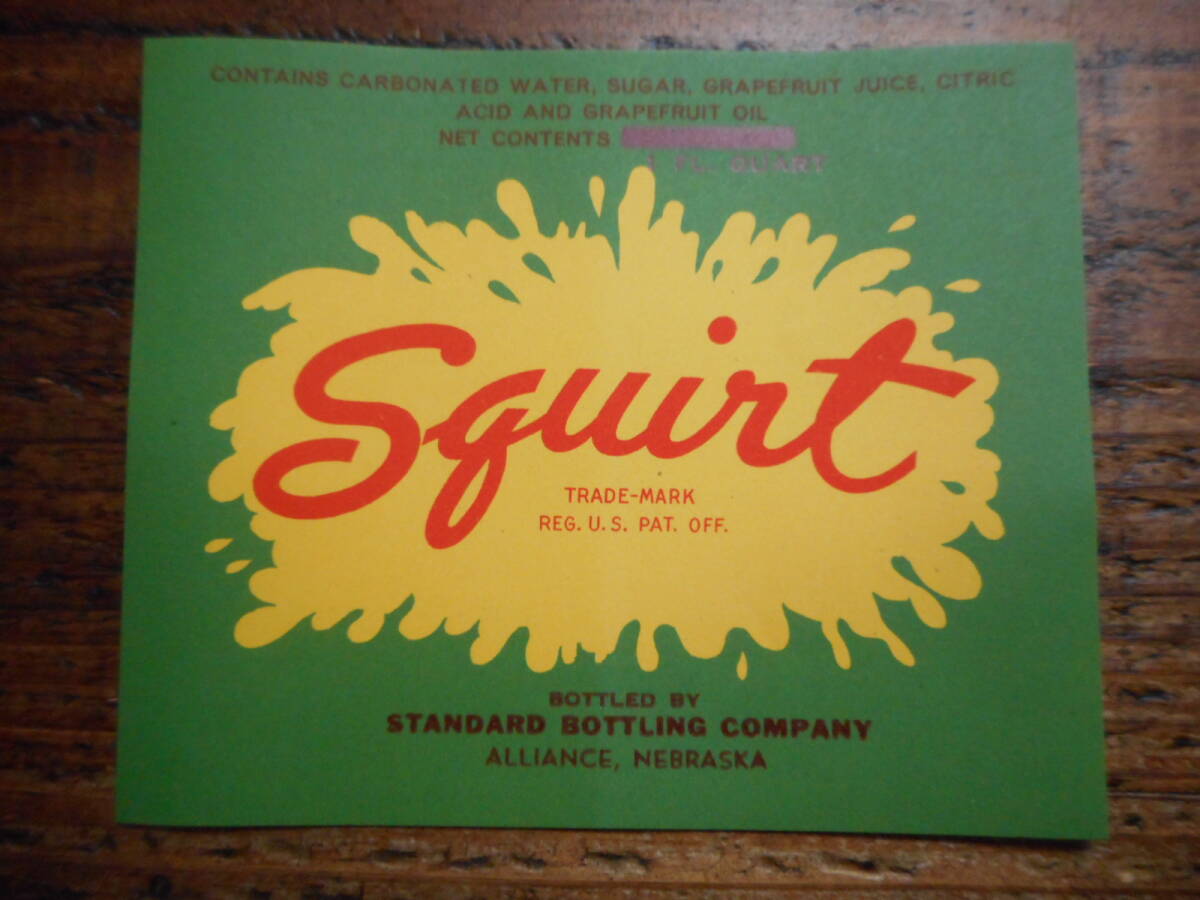 CONTAINS CARBONATED WATER, SUGAR, GRAPEFRUIT JUICE, CITRIC
ACID AND GRAPEFRUIT OIL
NET CONTENTS
1 FL. QUART
Squirt
TRADE-MARK
REG. U.S. PAT. OFF.
BOTTLED BY
STANDARD BOTTLING COMPANY
ALLIANCE, NEBRASKA